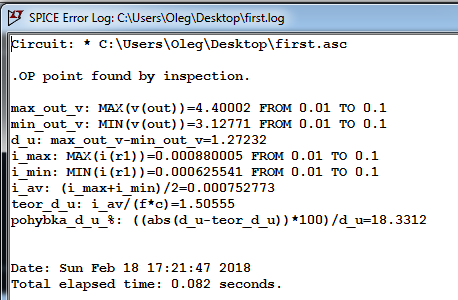 SPICE Error Log: C:\Users\Oleg\Desktop\first.log
Circuit: * C:\Users\Oleg\Desktop\first.asc
.OP point found by inspection.
max_out_v: MAX(v(out))=4.40002 FROM 0.01 TO 0.1
min_out_v: MIN(v(out))=3.12771 FROM 0.01 TO 0.1
d_u: max_out_v-min_out_v=1.27232
i_max: MAX(i(r1))=0.000880005 FROM 0.01 TO 0.1
i_min: MIN(i(r1))=0.000625541 FROM 0.01 TO 0.1
i_av: (i_max+i_min)/2=0.000752773
teor_d_u: i_av/(f*c)=1.50555
pohybka_d_u_%: ((abs(d_u-teor_d_u))*100)/d_u=18.3312
Date: Sun Feb 18 17:21:47 2018
Total elapsed time: 0.082 seconds.